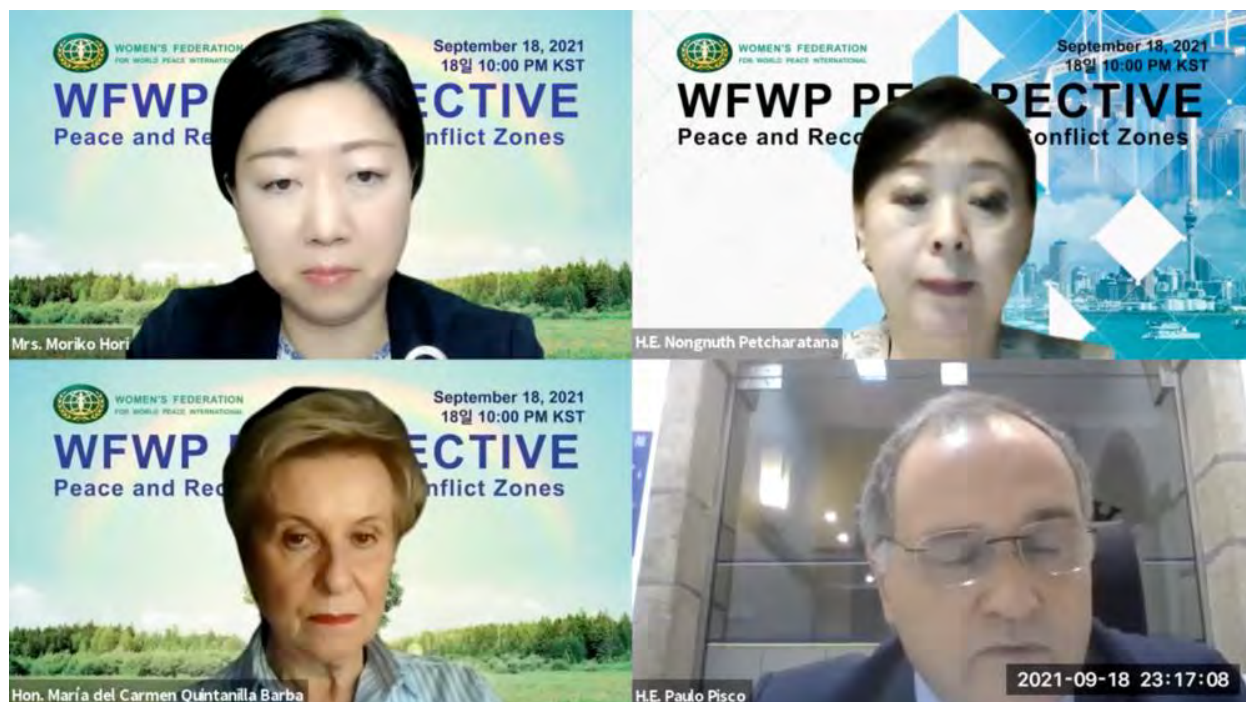 WOMEN'S FEDERATION
FOR WORLD PEACE INTERNATIONAL
September 18, 2021
18일 10:00 PM KST
WFWP ECTIVE
Peace and Re nflict Zones
Mrs. Moriko Hori
WOMEN'S FEDERATION
FOR WORLD PEACE INTERNATIONAL
September 18, 2021
18일 10:00 PM KST
WFWP PE PECTIVE
Peace and Reco Conflict Zones
H.E. Nongnuth Petcharatana
WOMEN'S FEDERATION
FOR WORLD PEACE INTERNATIONAL
September 18, 2021
18일 10:00 PM KST
WFWP ECTIVE
Peace and Rec nflict Zones
Hon. María del Carmen Quintanilla Barba
H.E. Paulo Pisco
2021-09-18 23:17:08